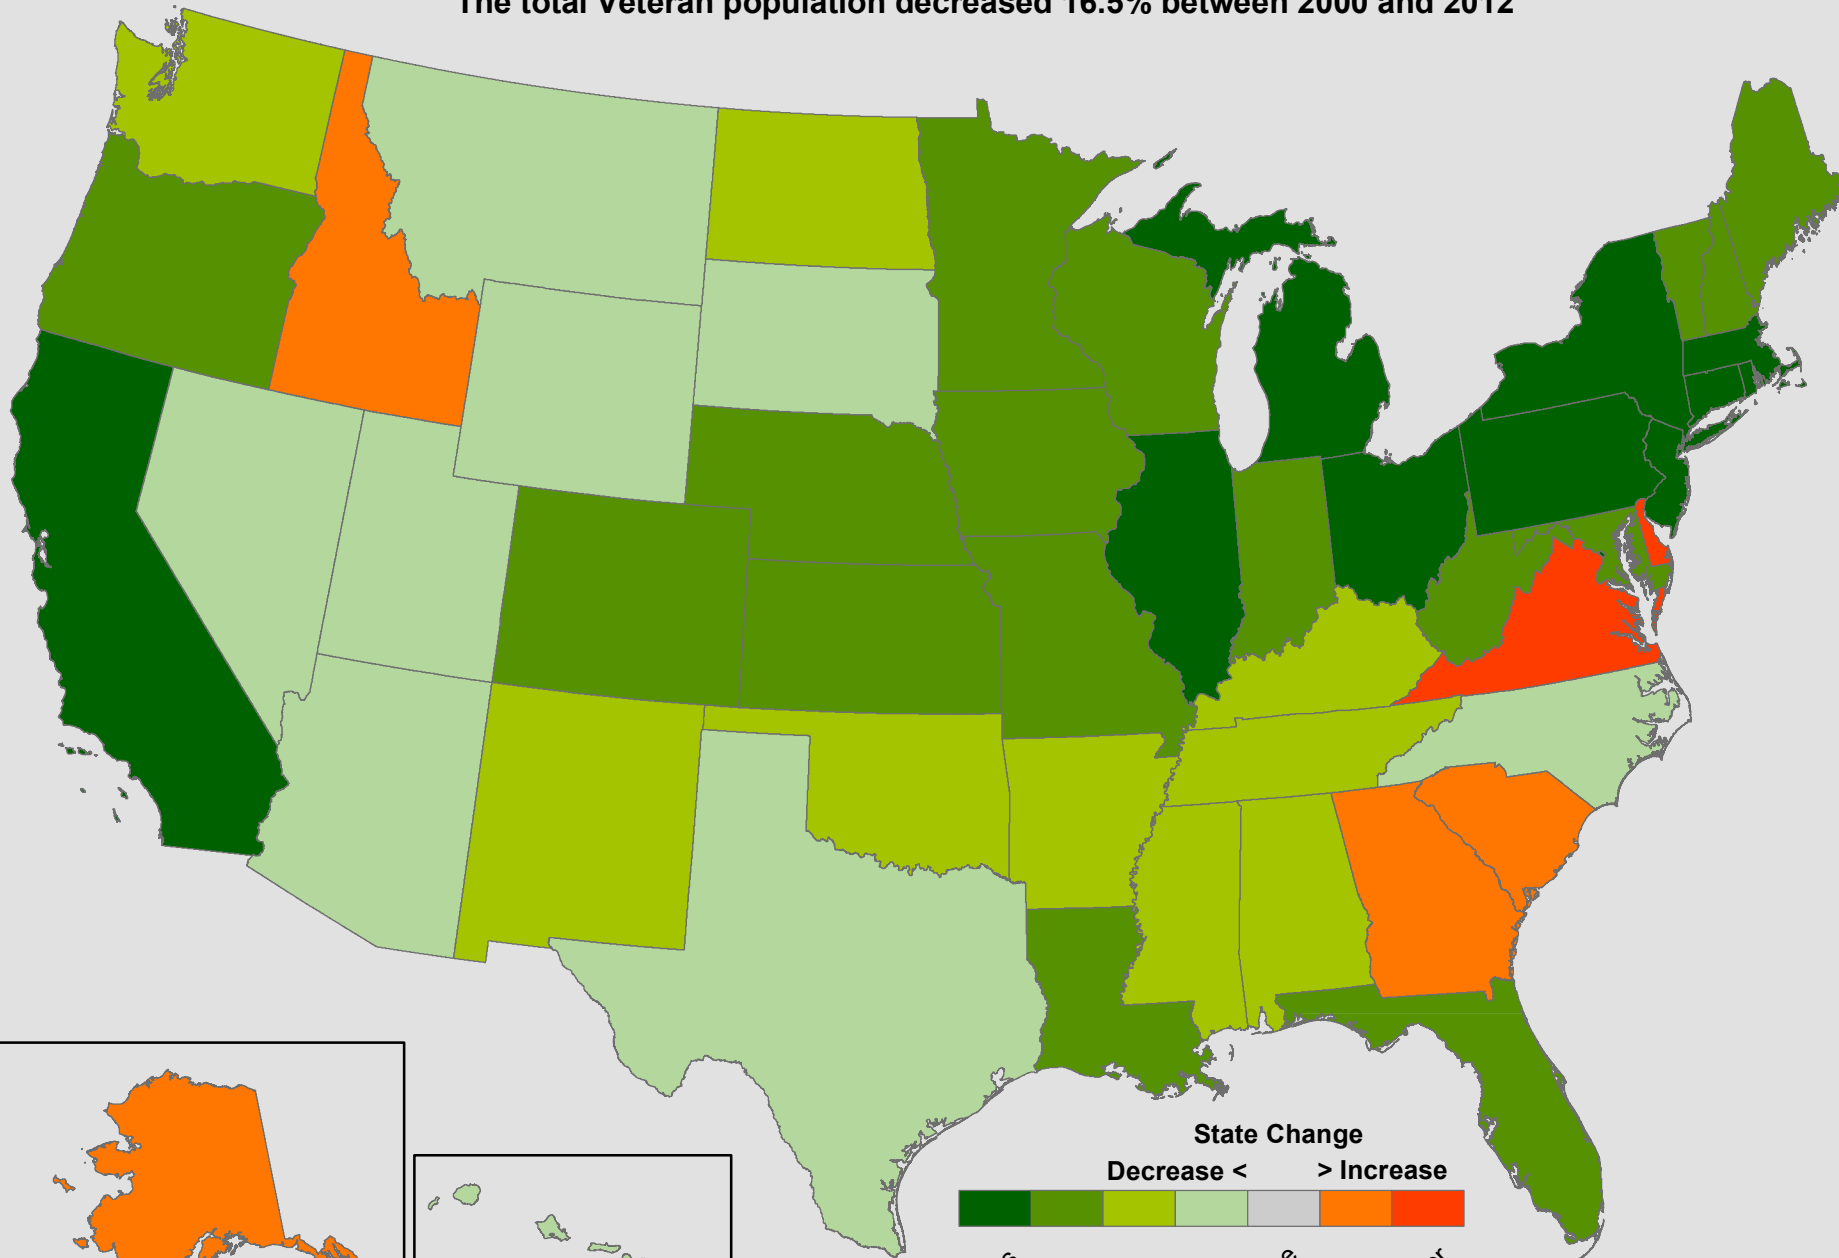 The total Veteran population decreased 16.5% between 2000 and 2012
State Change
Decrease < > Increase